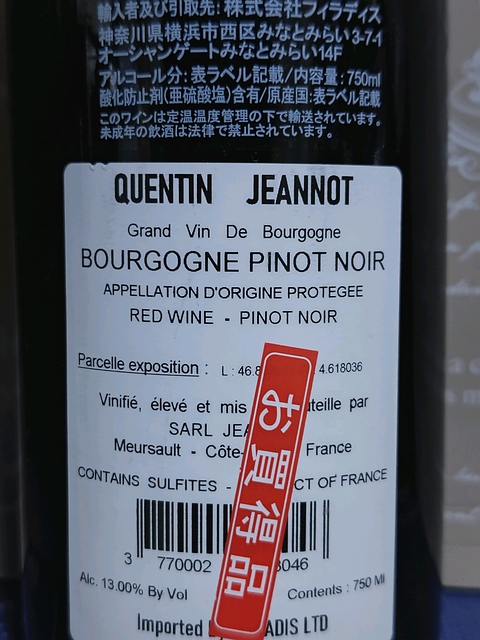 輸入者及び引取先:株式会社フィラディス
神奈川県横浜市西区みなとみらい3-7-1
オーシャンゲートみなとみらい14F
アルコール分:表ラベル記載/内容量:750ml
酸化防止剤(亜硫酸塩)含有/原産国:表ラベル記載
このワインは定温温度管理の下で輸送されています。
未成年の飲酒は法律で禁止されています。
QUENTIN JEANNOT
Grand Vin De Bourgogne
BOURGOGNE PINOT NOIR
APPELLATION D'ORIGINE PROTEGEE
RED WINE - PINOT NOIR
Parcelle exposition : L : 46.8 4.618036
Vinifié, élevé et mis par
SARL
Meursault - France
CONTAINS SULFITES - OF FRANCE
3 770002 3046
Alc. 13.00% By Vol Contents : 750 Ml
Imported LTD
お買得品